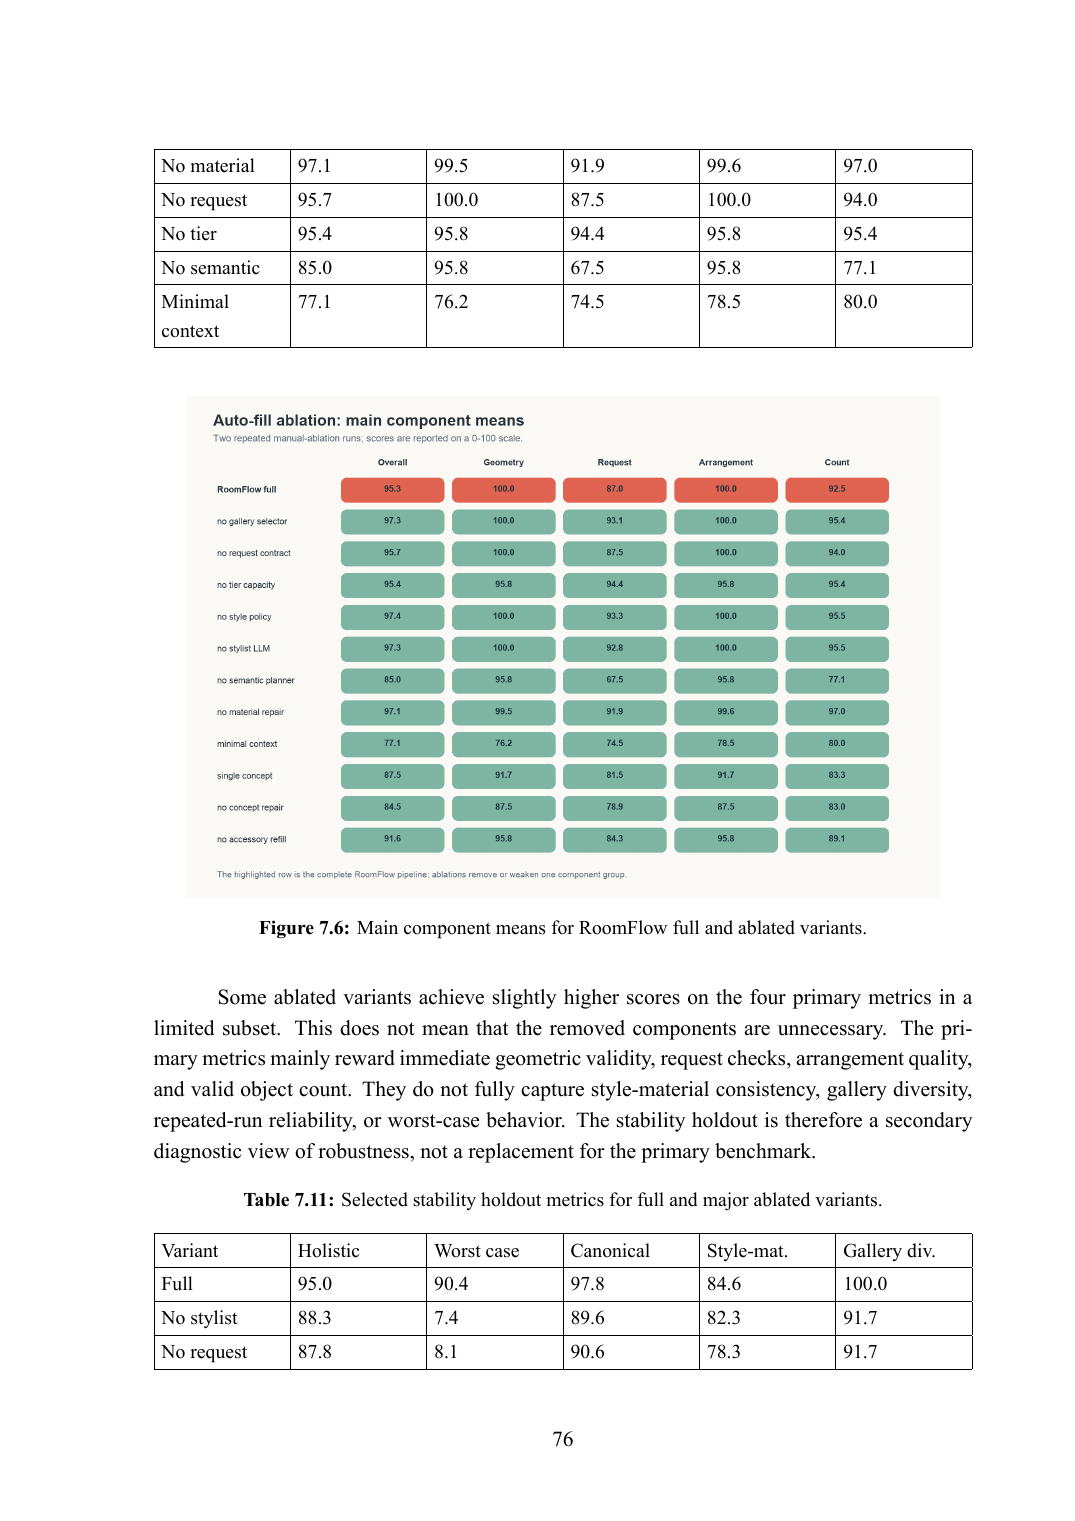 No material 97.1 99.5 91.9 99.6 97.0
No request 95.7 100.0 87.5 100.0 94.0
No tier 95.4 95.8 94.4 95.8 95.4
No semantic 85.0 95.8 67.5 95.8 77.1
Minimal 77.1 76.2 74.5 78.5 80.0
context
Auto-fill ablation: main component means
Two repeated manual-ablation runs; scores are reported on a 0-100 scale.
Overall Geometry Request Arrangement Count
RoomFlow full 95.3 100.0 87.0 100.0 92.5
no gallery selector 97.3 100.0 93.1 100.0 95.4
no request contract 95.7 100.0 87.5 100.0 94.0
no tier capacity 95.4 95.8 94.4 95.8 95.4
no style policy 97.4 100.0 93.3 100.0 95.5
no stylist LLM 97.3 100.0 92.8 100.0 95.5
no semantic planner 85.0 95.8 67.5 95.8 77.1
no material repair 97.1 99.5 91.9 99.6 97.0
minimal context 77.1 76.2 74.5 78.5 80.0
single concept 87.5 91.7 81.5 91.7 83.3
no concept repair 84.5 87.5 78.9 87.5 83.0
no accessory refill 91.6 95.8 84.3 95.8 89.1
The highlighted row is the complete RoomFlow pipeline; ablations remove or weaken one component group.
Figure 7.6: Main component means for RoomFlow full and ablated variants.
Some ablated variants achieve slightly higher scores on the four primary metrics in a
limited subset. This does not mean that the removed components are unnecessary. The pri-
mary metrics mainly reward immediate geometric validity, request checks, arrangement quality,
and valid object count. They do not fully capture style-material consistency, gallery diversity,
repeated-run reliability, or worst-case behavior. The stability holdout is therefore a secondary
diagnostic view of robustness, not a replacement for the primary benchmark.
Table 7.11: Selected stability holdout metrics for full and major ablated variants.
Variant Holistic Worst case Canonical Style-mat. Gallery div.
Full 95.0 90.4 97.8 84.6 100.0
No stylist 88.3 7.4 89.6 82.3 91.7
No request 87.8 8.1 90.6 78.3 91.7
76